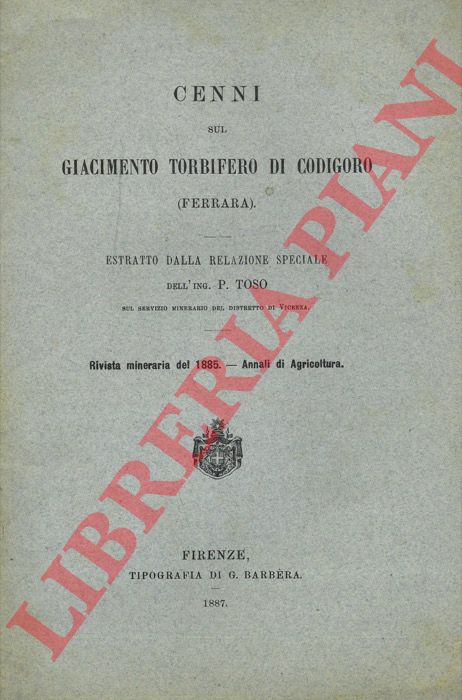 CENNI
SUL
GIACIMENTO TORBIFERO DI CODIGORO
(FERRARA).
ESTRATTO DALLA RELAZIONE SPECIALE
DELL'ING. P. TOSO
SUL SERVIZIO MINERARIO DEL DISTRETTO DI VICENZA.
Rivista mineraria del 1885. — Annali di Agricoltura.
FIRENZE,
TIPOGRAFIA DI G. BARBÈRA.
1887.
LIBRERIA PIANI